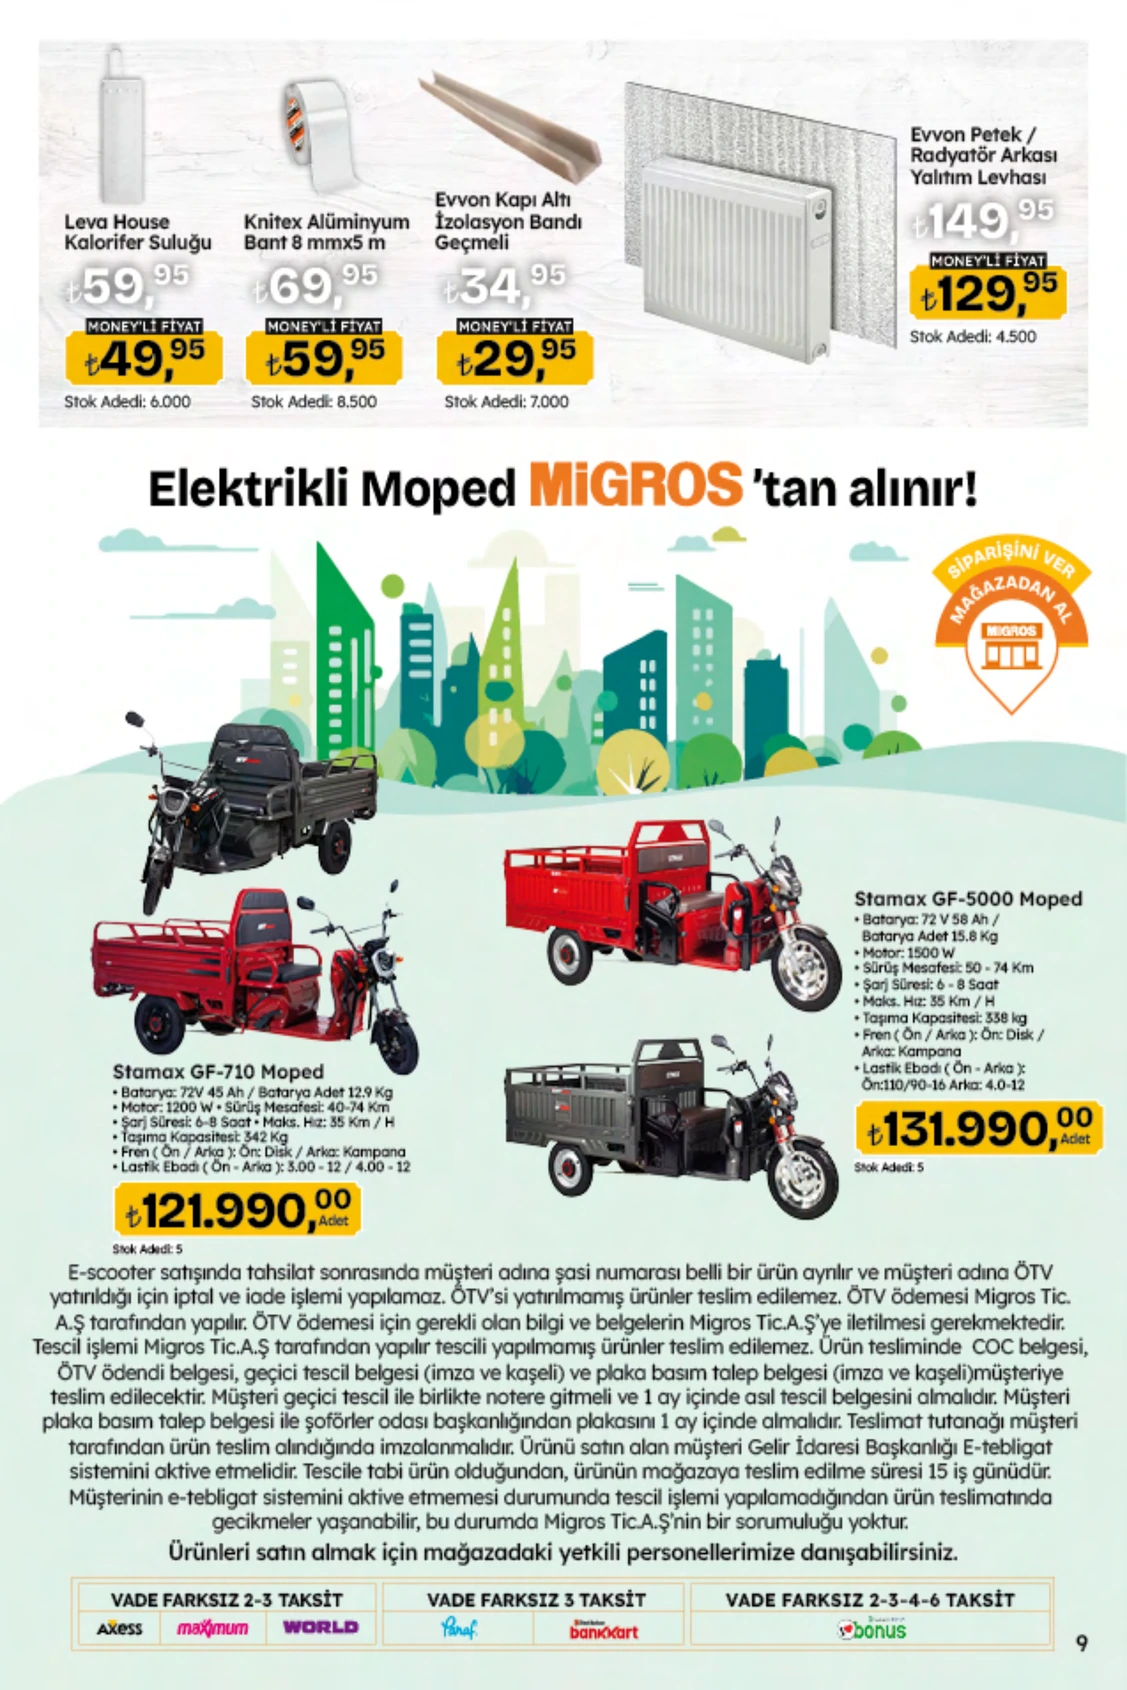 Leva House
Kalorifer Suluğu
₺59,95
MONEY'Lİ FİYAT
₺49,95
Stok Adedi: 6.000
Knitex Alüminyum
Bant 8 mmx5 m
₺69,95
MONEY'Lİ FİYAT
₺59,95
Stok Adedi: 8.500
Evvon Kapı Altı
İzolasyon Bandı
Geçmeli
₺34,95
MONEY'Lİ FİYAT
₺29,95
Stok Adedi: 7.000
Evvon Petek /
Radyatör Arkası
Yalıtım Levhası
₺149,95
MONEY'Lİ FİYAT
₺129,95
Stok Adedi: 4.500
Elektrikli Moped MiGROS 'tan alınır!
SİPARİŞİNİ VER
MAĞAZADAN AL
MIGROS
Stamax GF-5000 Moped
• Batarya: 72 V 58 Ah /
Batarya Adet 15.8 Kg
• Motor: 1500 W
• Sürüş Mesafesi: 50 - 74 Km
• Şarj Süresi: 6 - 8 Saat
• Maks. Hız: 35 Km / H
• Taşıma Kapasitesi: 338 kg
• Fren ( Ön / Arka ): Ön: Disk /
Arka: Kampana
• Lastik Ebadı ( Ön - Arka ):
Ön:110/90-16 Arka: 4.0-12
₺131.990,00
Adet
Stok Adedi: 5
Stamax GF-710 Moped
• Batarya: 72V 45 Ah / Batarya Adet 12.9 Kg
• Motor: 1200 W • Sürüş Mesafesi: 40-74 Km
• Şarj Süresi: 6-8 Saat • Maks. Hız: 35 Km / H
• Taşıma Kapasitesi: 342 Kg
• Fren ( Ön / Arka ): Ön: Disk / Arka: Kampana
• Lastik Ebadı ( Ön - Arka ): 3.00 - 12 / 4.00 - 12
₺121.990,00
Adet
Stok Adedi: 5
E-scooter satışında tahsilat sonrasında müşteri adına şasi numarası belli bir ürün ayrılır ve müşteri adına ÖTV
yatırıldığı için iptal ve iade işlemi yapılamaz. ÖTV'si yatırılmamış ürünler teslim edilemez. ÖTV ödemesi Migros Tic.
A.Ş tarafından yapılır. ÖTV ödemesi için gerekli olan bilgi ve belgelerin Migros Tic.A.Ş'ye iletilmesi gerekmektedir.
Tescil işlemi Migros Tic.A.Ş tarafından yapılır tescili yapılmamış ürünler teslim edilemez. Ürün tesliminde COC belgesi,
ÖTV ödendi belgesi, geçici tescil belgesi (imza ve kaşeli) ve plaka basım talep belgesi (imza ve kaşeli)müşteriye
teslim edilecektir. Müşteri geçici tescil ile birlikte notere gitmeli ve 1 ay içinde asıl tescil belgesini almalıdır. Müşteri
plaka basım talep belgesi ile şoförler odası başkanlığından plakasını 1 ay içinde almalıdır. Teslimat tutanağı müşteri
tarafından ürün teslim alındığında imzalanmalıdır. Ürünü satın alan müşteri Gelir İdaresi Başkanlığı E-tebligat
sistemini aktive etmelidir. Tescile tabi ürün olduğundan, ürünün mağazaya teslim edilme süresi 15 iş günüdür.
Müşterinin e-tebligat sistemini aktive etmemesi durumunda tescil işlemi yapılamadığından ürün teslimatında
gecikmeler yaşanabilir, bu durumda Migros Tic.A.Ş'nin bir sorumuluğu yoktur.
Ürünleri satın almak için mağazadaki yetkili personellerimize danışabilirsiniz.
VADE FARKSIZ 2-3 TAKSİT
axess maximum WORLD
VADE FARKSIZ 3 TAKSİT
Paraf bankkart
VADE FARKSIZ 2-3-4-6 TAKSİT
bonus
9